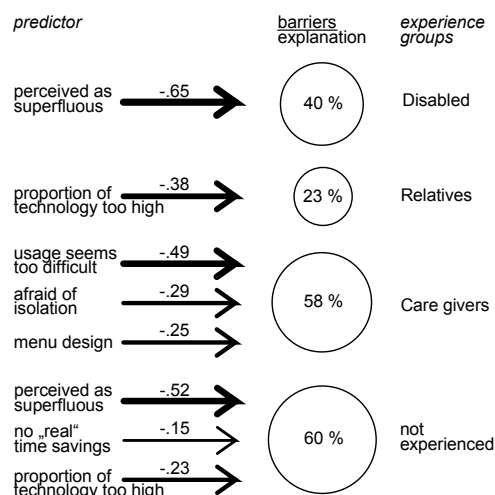 predictor
barriers
explanation
experience
groups
perceived as
superfluous
-.65
40 %
Disabled
proportion of
technology too high
-.38
23 %
Relatives
usage seems
too difficult
-.49
afraid of
isolation
-.29
menu design
-.25
58 %
Care givers
perceived as
superfluous
-.52
no „real“
time savings
-.15
proportion of
technology too high
-.23
60 %
not
experienced